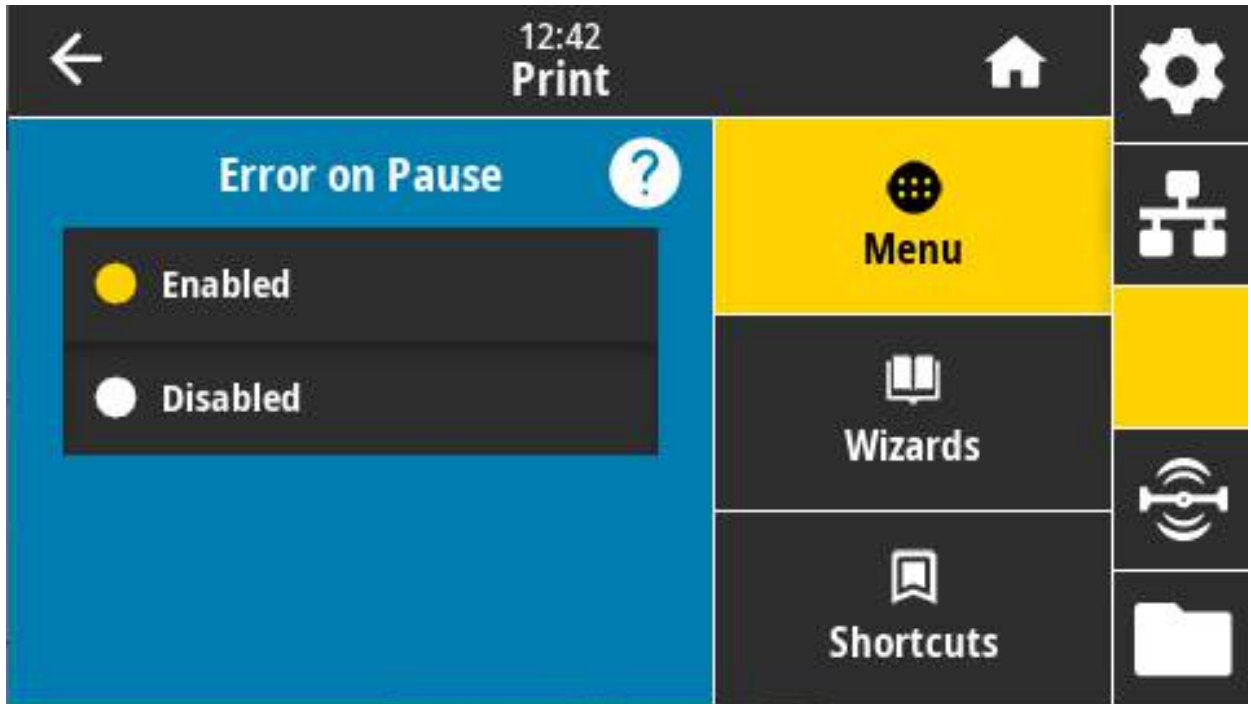 12:42
Print
Error on Pause
?
Enabled
Disabled
Menu
Wizards
Shortcuts